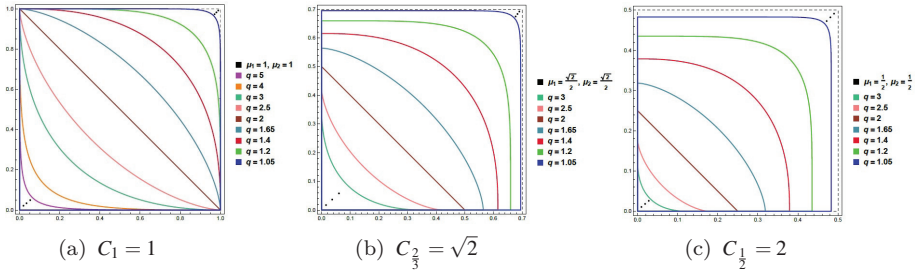 1.0
0.8
0.6
0.4
0.2
0.0
0.0 0.2 0.4 0.6 0.8 1.0
μ₁ = 1, μ₂ = 1
q = 5
q = 4
q = 3
q = 2.5
q = 2
q = 1.65
q = 1.4
q = 1.2
q = 1.05
(a) C₁ = 1
0.7
0.6
0.5
0.4
0.3
0.2
0.1
0.0
0.0 0.1 0.2 0.3 0.4 0.5 0.6 0.7
μ₁ = √2/2, μ₂ = √2/2
q = 3
q = 2.5
q = 2
q = 1.65
q = 1.4
q = 1.2
q = 1.05
(b) C_{2/3} = √2
0.5
0.4
0.3
0.2
0.1
0.0
0.0 0.1 0.2 0.3 0.4 0.5
μ₁ = 1/2, μ₂ = 1/2
q = 3
q = 2.5
q = 2
q = 1.65
q = 1.4
q = 1.2
q = 1.05
(c) C_{1/2} = 2